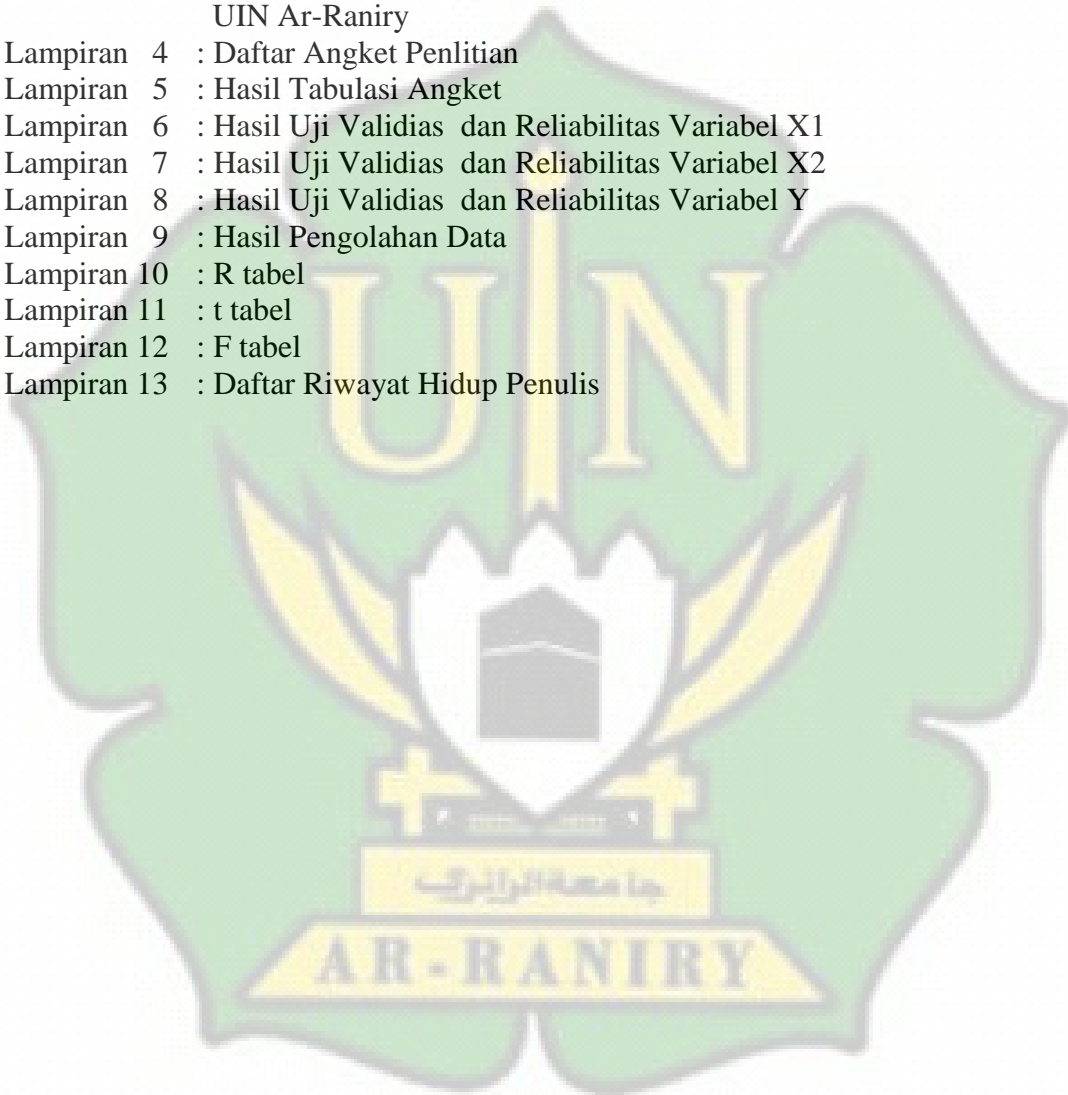 UIN Ar-Raniry
Lampiran 4 : Daftar Angket Penlitian
Lampiran 5 : Hasil Tabulasi Angket
Lampiran 6 : Hasil Uji Validias dan Reliabilitas Variabel X1
Lampiran 7 : Hasil Uji Validias dan Reliabilitas Variabel X2
Lampiran 8 : Hasil Uji Validias dan Reliabilitas Variabel Y
Lampiran 9 : Hasil Pengolahan Data
Lampiran 10 : R tabel
Lampiran 11 : t tabel
Lampiran 12 : F tabel
Lampiran 13 : Daftar Riwayat Hidup Penulis
UIN
جامعة الرانري
AR-RANIRY